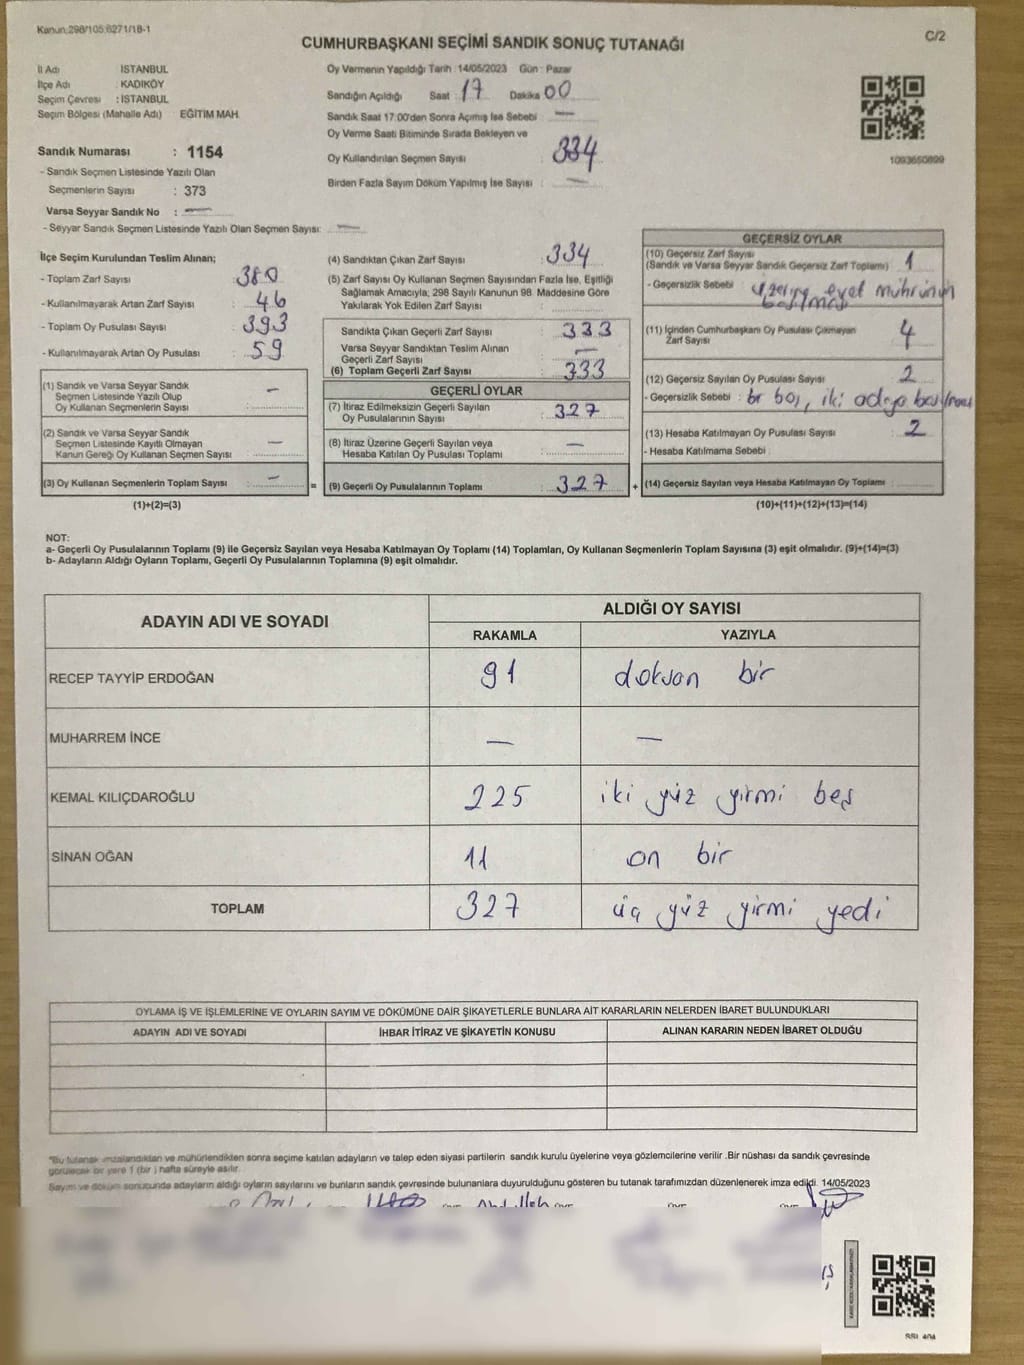 Kanun:298/105,6271/18-1
C/2
CUMHURBAŞKANI SEÇİMİ SANDIK SONUÇ TUTANAĞI
İl Adı İSTANBUL
İlçe Adı : KADIKÖY
Seçim Çevresi : İSTANBUL
Seçim Bölgesi (Mahalle Adı) EĞİTİM MAH.
Sandık Numarası : 1154
- Sandık Seçmen Listesinde Yazılı Olan
Seçmenlerin Sayısı : 373
Varsa Seyyar Sandık No : —
- Seyyar Sandık Seçmen Listesinde Yazılı Olan Seçmen Sayısı: —
Oy Vermenin Yapıldığı Tarih :14/05/2023 Gün : Pazar
Sandığın Açıldığı Saat : 17 Dakika 00
Sandık Saat 17:00'den Sonra Açmış İse Sebebi —
Oy Verme Saati Bitiminde Sırada Bekleyen ve
Oy Kullandırılan Seçmen Sayısı : 334
Birden Fazla Sayım Döküm Yapılmış İse Sayısı : —
1093650899
İlçe Seçim Kurulundan Teslim Alınan;
- Toplam Zarf Sayısı : 380
- Kullanılmayarak Artan Zarf Sayısı : 46
- Toplam Oy Pusulası Sayısı : 393
- Kullanılmayarak Artan Oy Pusulası : 59
(1) Sandık ve Varsa Seyyar Sandık
Seçmen Listesinde Yazılı Olup
Oy Kullanan Seçmenlerin Sayısı : —
(2) Sandık ve Varsa Seyyar Sandık
Seçmen Listesinde Kayıtlı Olmayan
Kanun Gereği Oy Kullanan Seçmen Sayısı : —
(3) Oy Kullanan Seçmenlerin Toplam Sayısı : —
(1)+(2)=(3)
(4) Sandıktan Çıkan Zarf Sayısı : 334
(5) Zarf Sayısı Oy Kullanan Seçmen Sayısından Fazla İse, Eşitliği
Sağlamak Amacıyla; 298 Sayılı Kanunun 98. Maddesine Göre
Yakılarak Yok Edilen Zarf Sayısı :
Sandıkta Çıkan Geçerli Zarf Sayısı : 333
Varsa Seyyar Sandıktan Teslim Alınan
Geçerli Zarf Sayısı : —
(6) Toplam Geçerli Zarf Sayısı : 333
GEÇERLİ OYLAR
(7) İtiraz Edilmeksizin Geçerli Sayılan
Oy Pusulalarının Sayısı : 327
(8) İtiraz Üzerine Geçerli Sayılan veya
Hesaba Katılan Oy Pusulası Toplamı : —
= (9) Geçerli Oy Pusulalarının Toplamı : 327
GEÇERSİZ OYLAR
(10) Geçersiz Zarf Sayısı
(Sandık ve Varsa Seyyar Sandık Geçersiz Zarf Toplamı) : 1
- Geçersizlik Sebebi : üzerine evet mührünün
basılması
(11) İçinden Cumhurbaşkanı Oy Pusulası Çıkmayan
Zarf Sayısı : 4
(12) Geçersiz Sayılan Oy Pusulası Sayısı : 2
- Geçersizlik Sebebi : bir boş, iki adaya basılması
(13) Hesaba Katılmayan Oy Pusulası Sayısı : 2
- Hesaba Katılmama Sebebi
+ (14) Geçersiz Sayılan veya Hesaba Katılmayan Oy Toplamı :
(10)+(11)+(12)+(13)=(14)
NOT:
a- Geçerli Oy Pusulalarının Toplamı (9) ile Geçersiz Sayılan veya Hesaba Katılmayan Oy Toplamı (14) Toplamları, Oy Kullanan Seçmenlerin Toplam Sayısına (3) eşit olmalıdır. (9)+(14)=(3)
b- Adayların Aldığı Oyların Toplamı, Geçerli Oy Pusulalarının Toplamına (9) eşit olmalıdır.
ADAYIN ADI VE SOYADI
ALDIĞI OY SAYISI
RAKAMLA YAZIYLA
RECEP TAYYİP ERDOĞAN 91 doksan bir
MUHARREM İNCE — —
KEMAL KILIÇDAROĞLU 225 iki yüz yirmi beş
SİNAN OĞAN 11 on bir
TOPLAM 327 üç yüz yirmi yedi
OYLAMA İŞ VE İŞLEMLERİNE VE OYLARIN SAYIM VE DÖKÜMÜNE DAİR ŞİKAYETLERLE BUNLARA AİT KARARLARIN NELERDEN İBARET BULUNDUKLARI
ADAYIN ADI VE SOYADI İHBAR İTİRAZ VE ŞİKAYETİN KONUSU ALINAN KARARIN NEDEN İBARET OLDUĞU
"Bu tutanak imzalandıktan ve mühürlendikten sonra seçime katılan adayların ve talep eden siyasi partilerin sandık kurulu üyelerine veya gözlemcilerine verilir .Bir nüshası da sandık çevresinde
görülecek bir yere 1 (bir ) hafta süreyle asılır.
Sayım ve döküm sonucunda adayların aldığı oyların sayılarını ve bunların sandık çevresinde bulunanlara duyurulduğunu gösteren bu tutanak tarafımızdan düzenlenerek imza edildi. 14/05/2023